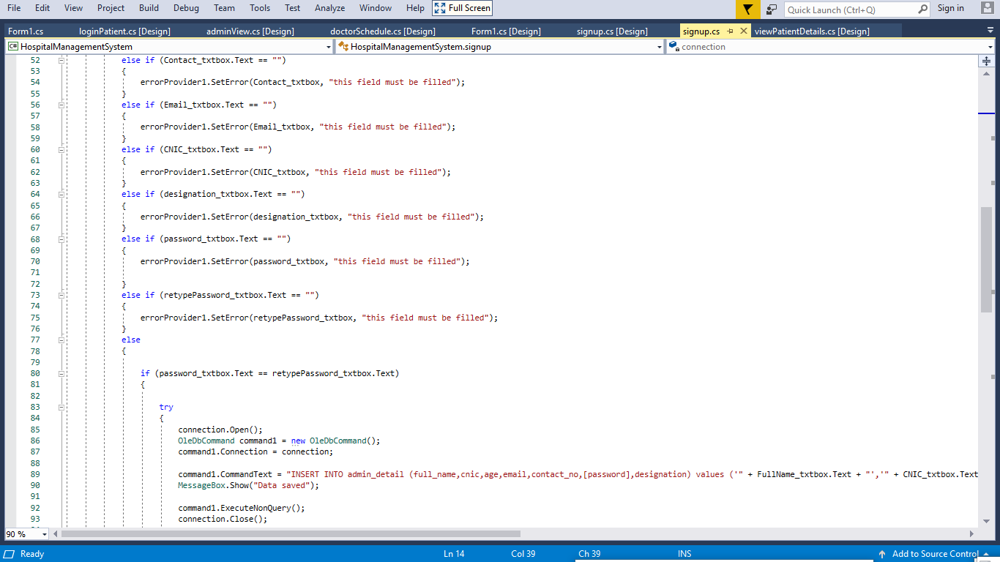 File Edit View Project Build Debug Team Tools Test Analyze Window Help Full Screen Quick Launch (Ctrl+Q) Sign in
Form1.cs loginPatient.cs [Design] adminView.cs [Design] doctorSchedule.cs [Design] Form1.cs [Design] signup.cs [Design] signup.cs viewPatientDetails.cs [Design]
C# HospitalManagementSystem HospitalManagementSystem.signup connection
52 else if (Contact_txtbox.Text == "")
53 {
54 errorProvider1.SetError(Contact_txtbox, "this field must be filled");
55 }
56 else if (Email_txtbox.Text == "")
57 {
58 errorProvider1.SetError(Email_txtbox, "this field must be filled");
59 }
60 else if (CNIC_txtbox.Text == "")
61 {
62 errorProvider1.SetError(CNIC_txtbox, "this field must be filled");
63 }
64 else if (designation_txtbox.Text == "")
65 {
66 errorProvider1.SetError(designation_txtbox, "this field must be filled");
67 }
68 else if (password_txtbox.Text == "")
69 {
70 errorProvider1.SetError(password_txtbox, "this field must be filled");
71
72 }
73 else if (retypePassword_txtbox.Text == "")
74 {
75 errorProvider1.SetError(retypePassword_txtbox, "this field must be filled");
76 }
77 else
78 {
79
80 if (password_txtbox.Text == retypePassword_txtbox.Text)
81 {
82
83 try
84 {
85 connection.Open();
86 OleDbCommand command1 = new OleDbCommand();
87 command1.Connection = connection;
88
89 command1.CommandText = "INSERT INTO admin_detail (full_name,cnic,age,email,contact_no,[password],designation) values ('" + FullName_txtbox.Text + "','" + CNIC_txtbox.Text
90 MessageBox.Show("Data saved");
91
92 command1.ExecuteNonQuery();
93 connection.Close();
90 %
Ready Ln 14 Col 39 Ch 39 INS Add to Source Control